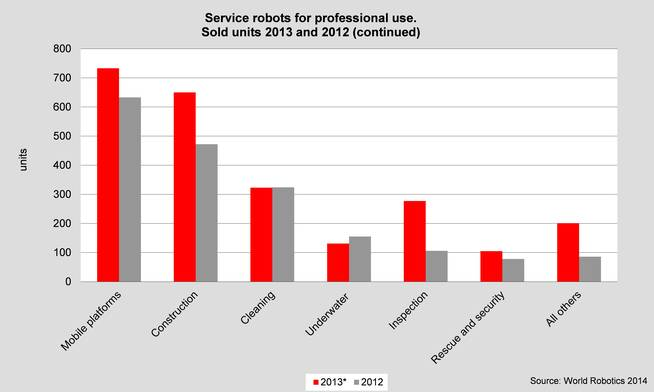 Service robots for professional use.
Sold units 2013 and 2012 (continued)
800
700
600
500
400
300
200
100
0
units
Mobile platforms
Construction
Cleaning
Underwater
Inspection
Rescue and security
All others
2013* 2012
Source: World Robotics 2014